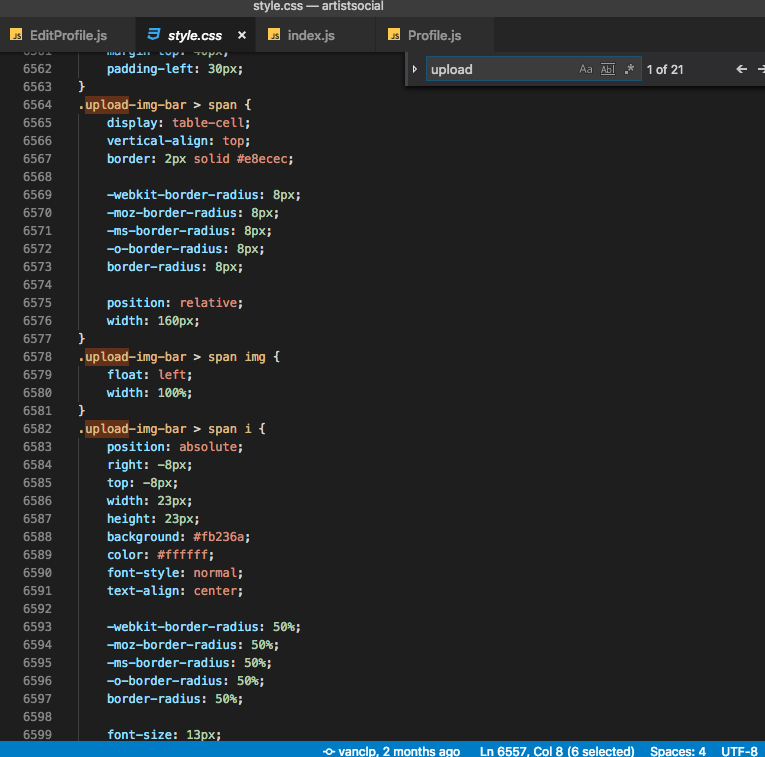 style.css — artistsocial
EditProfile.js
style.css ×
index.js
Profile.js
upload Aa Abl .* 1 of 21
6561 margin-top: 40px;
6562 padding-left: 30px;
6563 }
6564 .upload-img-bar > span {
6565 display: table-cell;
6566 vertical-align: top;
6567 border: 2px solid #e8ecec;
6568
6569 -webkit-border-radius: 8px;
6570 -moz-border-radius: 8px;
6571 -ms-border-radius: 8px;
6572 -o-border-radius: 8px;
6573 border-radius: 8px;
6574
6575 position: relative;
6576 width: 160px;
6577 }
6578 .upload-img-bar > span img {
6579 float: left;
6580 width: 100%;
6581 }
6582 .upload-img-bar > span i {
6583 position: absolute;
6584 right: -8px;
6585 top: -8px;
6586 width: 23px;
6587 height: 23px;
6588 background: #fb236a;
6589 color: #ffffff;
6590 font-style: normal;
6591 text-align: center;
6592
6593 -webkit-border-radius: 50%;
6594 -moz-border-radius: 50%;
6595 -ms-border-radius: 50%;
6596 -o-border-radius: 50%;
6597 border-radius: 50%;
6598
6599 font-size: 13px;
vanclp, 2 months ago Ln 6557, Col 8 (6 selected) Spaces: 4 UTF-8